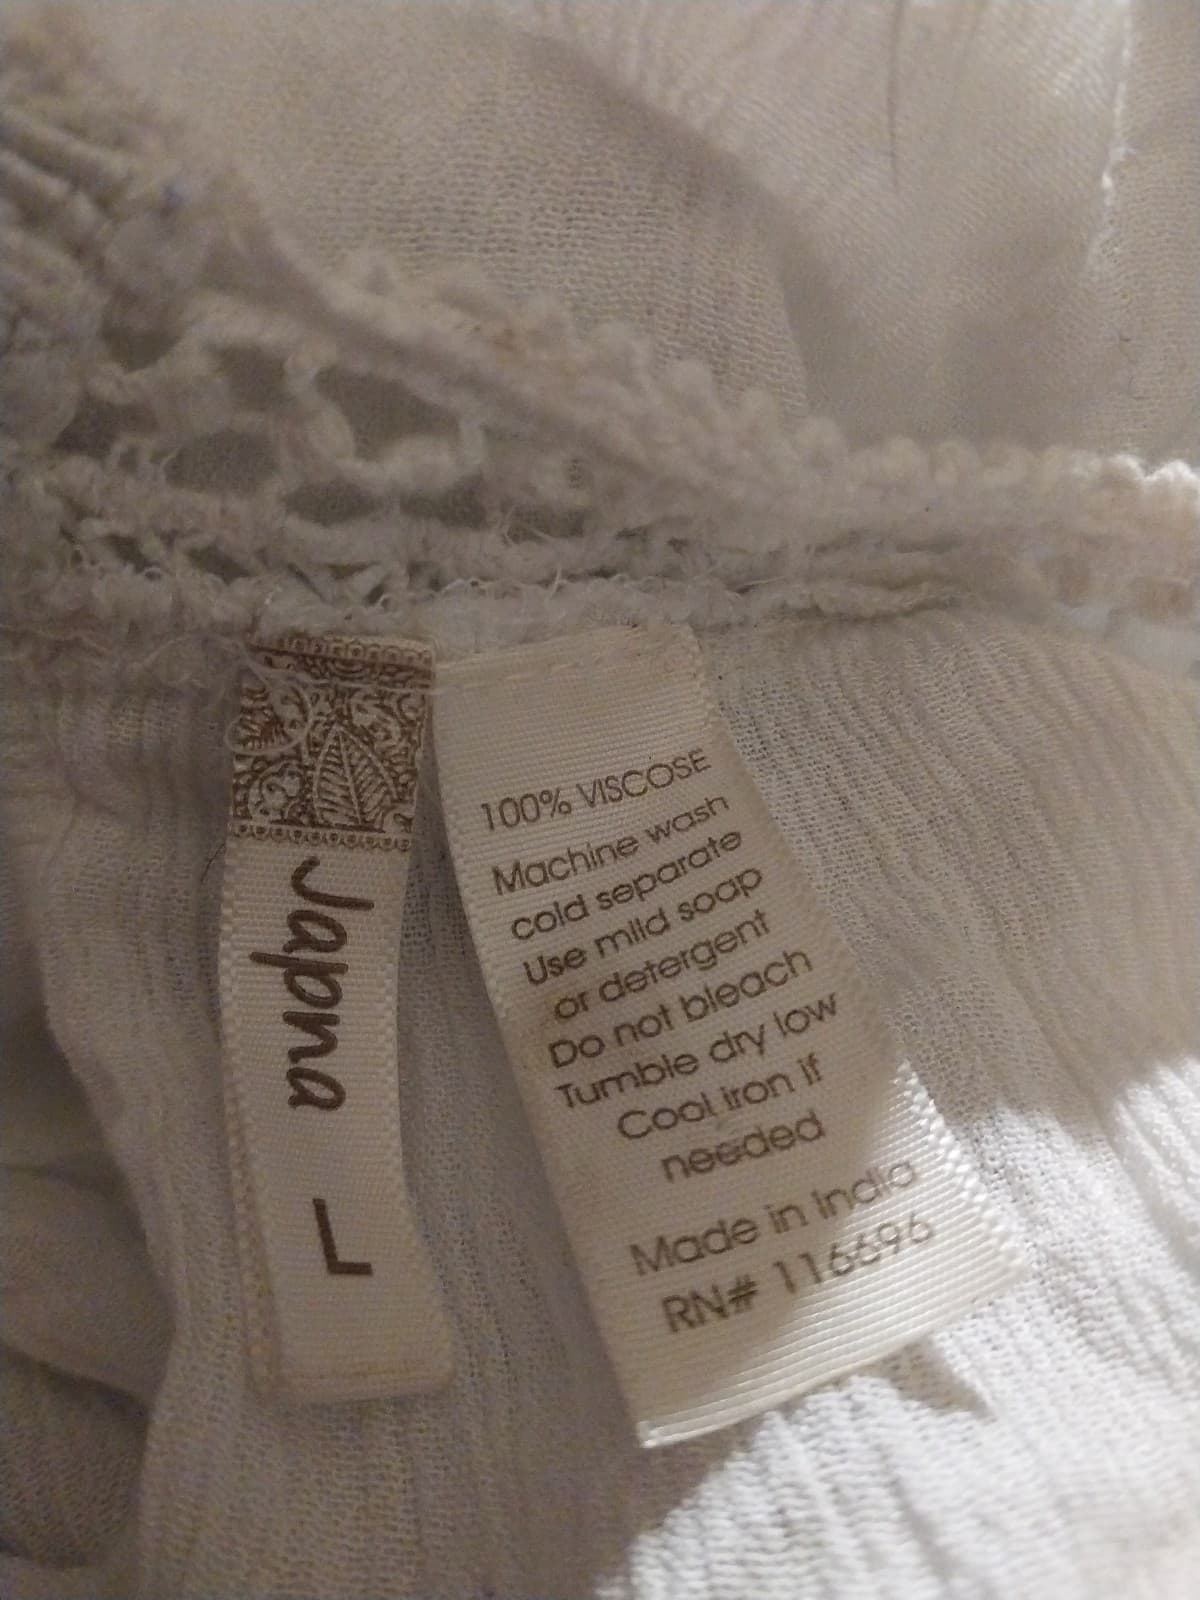 Japna L
100% VISCOSE
Machine wash
cold separate
Use mild soap
or detergent
Do not bleach
Tumble dry low
Cool iron if
needed
Made in India
RN# 116696